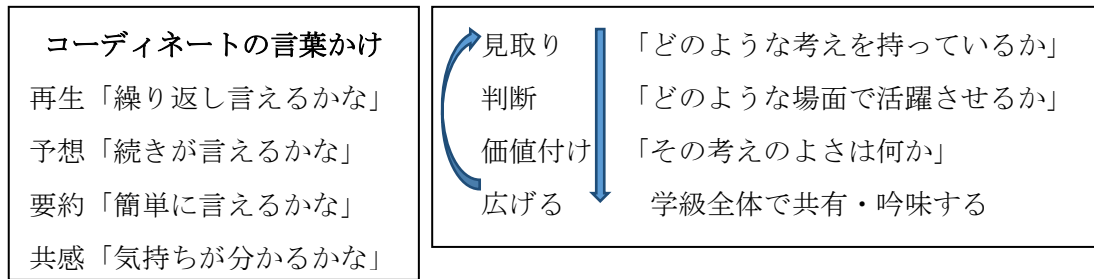 コーディネートの言葉かけ
再生「繰り返し言えるかな」
予想「続きが言えるかな」
要約「簡単に言えるかな」
共感「気持ちが分かるかな」
見取り 「どのような考えを持っているか」
判断 「どのような場面で活躍させるか」
価値付け 「その考えのよさは何か」
広げる 学級全体で共有・吟味する